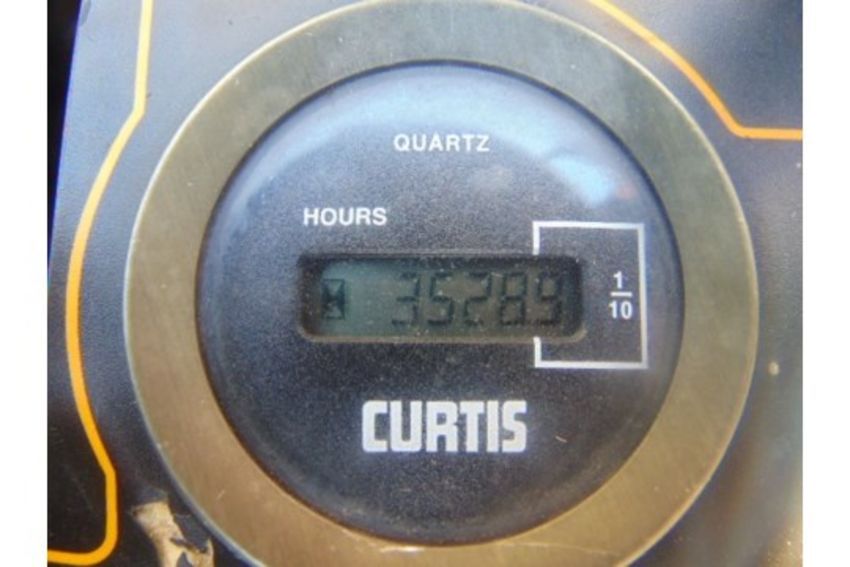 QUARTZ
HOURS
35289
1/10
CURTIS